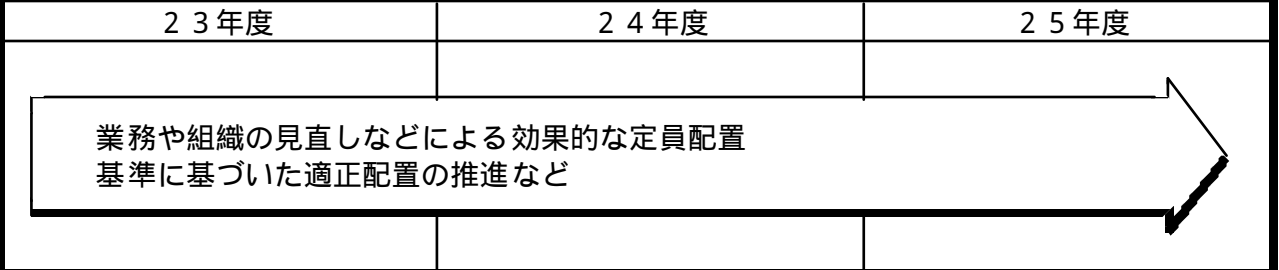 ２３年度 ２４年度 ２５年度
業務や組織の見直しなどによる効果的な定員配置
基準に基づいた適正配置の推進など